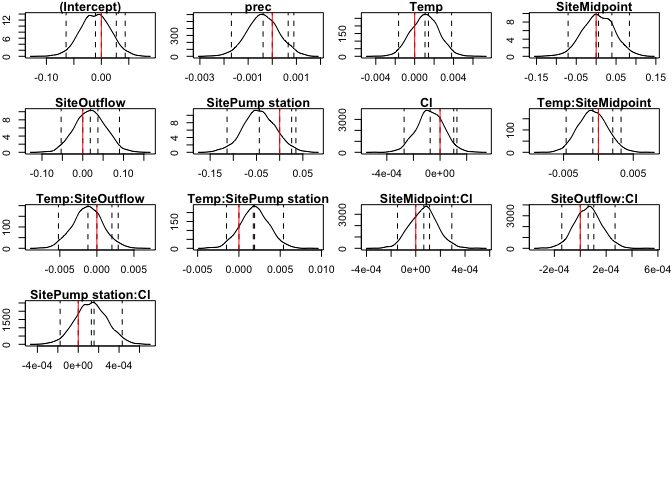 (Intercept)
0 4 8 12
-0.10 0.00
prec
0 300
-0.003 -0.001 0.001
Temp
0 150
-0.004 0.000 0.004
SiteMidpoint
0 4 8
-0.15 -0.05 0.05 0.15
SiteOutflow
0 4 8
-0.10 0.00 0.10
SitePump station
0 4 8
-0.15 -0.05 0.05
Cl
0 3000
-4e-04 0e+00
Temp:SiteMidpoint
0 100
-0.005 0.005
Temp:SiteOutflow
0 100
-0.005 0.000 0.005
Temp:SitePump station
0 150
-0.005 0.000 0.005 0.010
SiteMidpoint:Cl
0 3000
-4e-04 0e+00 4e-04
SiteOutflow:Cl
0 3000
-2e-04 2e-04 6e-04
SitePump station:Cl
0 1500
-4e-04 0e+00 4e-04